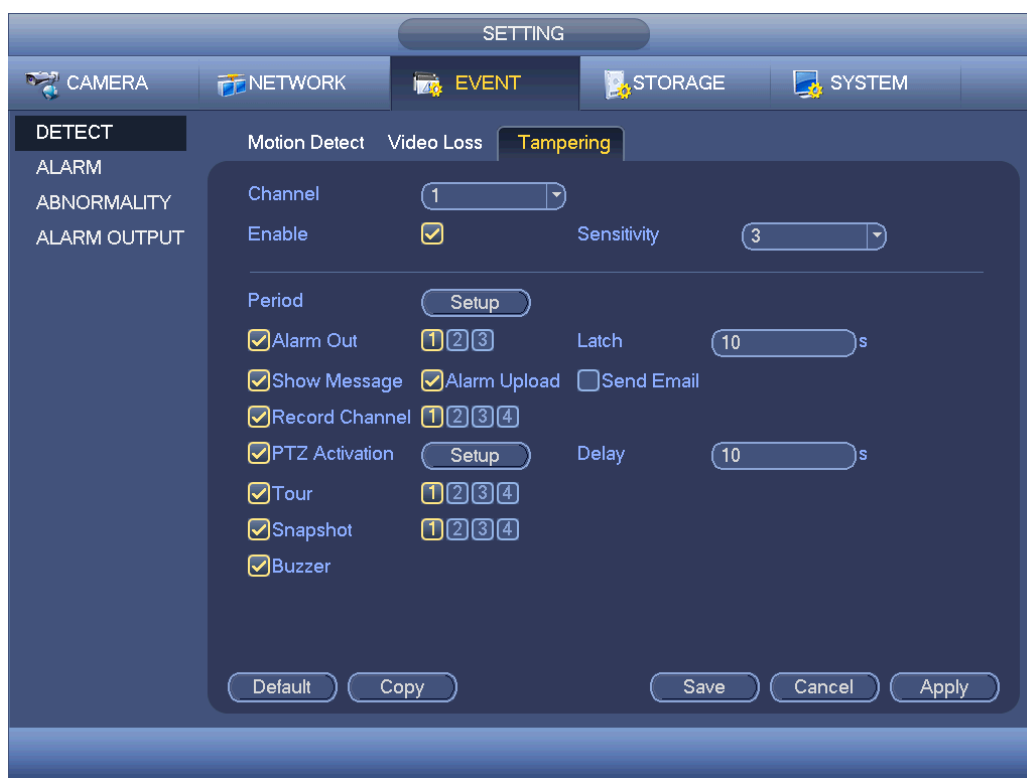 SETTING
CAMERA NETWORK EVENT STORAGE SYSTEM
DETECT
ALARM
ABNORMALITY
ALARM OUTPUT
Motion Detect Video Loss Tampering
Channel 1
Enable Sensitivity 3
Period Setup
Alarm Out 1 2 3 Latch 10 s
Show Message Alarm Upload Send Email
Record Channel 1 2 3 4
PTZ Activation Setup Delay 10 s
Tour 1 2 3 4
Snapshot 1 2 3 4
Buzzer
Default Copy Save Cancel Apply